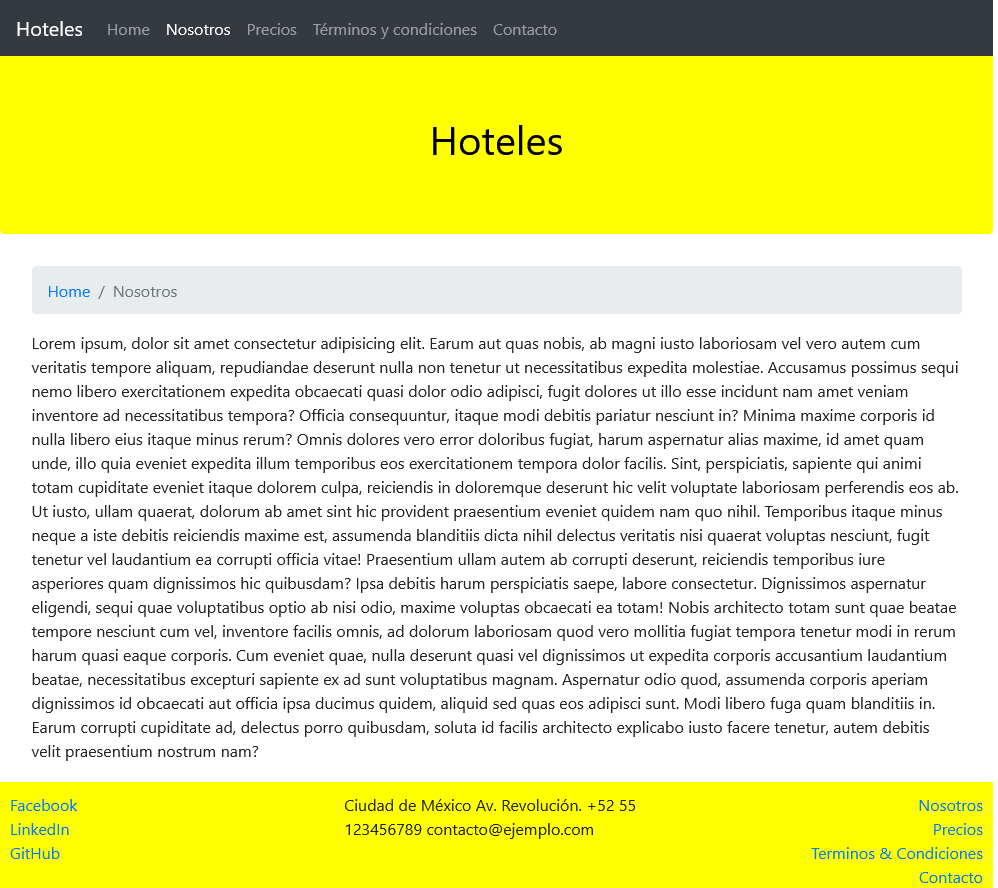 Hoteles Home Nosotros Precios Términos y condiciones Contacto
Hoteles
Home / Nosotros
Lorem ipsum, dolor sit amet consectetur adipisicing elit. Earum aut quas nobis, ab magni iusto laboriosam vel vero autem cum
veritatis tempore aliquam, repudiandae deserunt nulla non tenetur ut necessitatibus expedita molestiae. Accusamus possimus sequi
nemo libero exercitationem expedita obcaecati quasi dolor odio adipisci, fugit dolores ut illo esse incidunt nam amet veniam
inventore ad necessitatibus tempora? Officia consequuntur, itaque modi debitis pariatur nesciunt in? Minima maxime corporis id
nulla libero eius itaque minus rerum? Omnis dolores vero error doloribus fugiat, harum aspernatur alias maxime, id amet quam
unde, illo quia eveniet expedita illum temporibus eos exercitationem tempora dolor facilis. Sint, perspiciatis, sapiente qui animi
totam cupiditate eveniet itaque dolorem culpa, reiciendis in doloremque deserunt hic velit voluptate laboriosam perferendis eos ab.
Ut iusto, ullam quaerat, dolorum ab amet sint hic provident praesentium eveniet quidem nam quo nihil. Temporibus itaque minus
neque a iste debitis reiciendis maxime est, assumenda blanditiis dicta nihil delectus veritatis nisi quaerat voluptas nesciunt, fugit
tenetur vel laudantium ea corrupti officia vitae! Praesentium ullam autem ab corrupti deserunt, reiciendis temporibus iure
asperiores quam dignissimos hic quibusdam? Ipsa debitis harum perspiciatis saepe, labore consectetur. Dignissimos aspernatur
eligendi, sequi quae voluptatibus optio ab nisi odio, maxime voluptas obcaecati ea totam! Nobis architecto totam sunt quae beatae
tempore nesciunt cum vel, inventore facilis omnis, ad dolorum laboriosam quod vero mollitia fugiat tempora tenetur modi in rerum
harum quasi eaque corporis. Cum eveniet quae, nulla deserunt quasi vel dignissimos ut expedita corporis accusantium laudantium
beatae, necessitatibus excepturi sapiente ex ad sunt voluptatibus magnam. Aspernatur odio quod, assumenda corporis aperiam
dignissimos id obcaecati aut officia ipsa ducimus quidem, aliquid sed quas eos adipisci sunt. Modi libero fuga quam blanditiis in.
Earum corrupti cupiditate ad, delectus porro quibusdam, soluta id facilis architecto explicabo iusto facere tenetur, autem debitis
velit praesentium nostrum nam?
Facebook
LinkedIn
GitHub
Ciudad de México Av. Revolución. +52 55
123456789 contacto@ejemplo.com
Nosotros
Precios
Terminos & Condiciones
Contacto